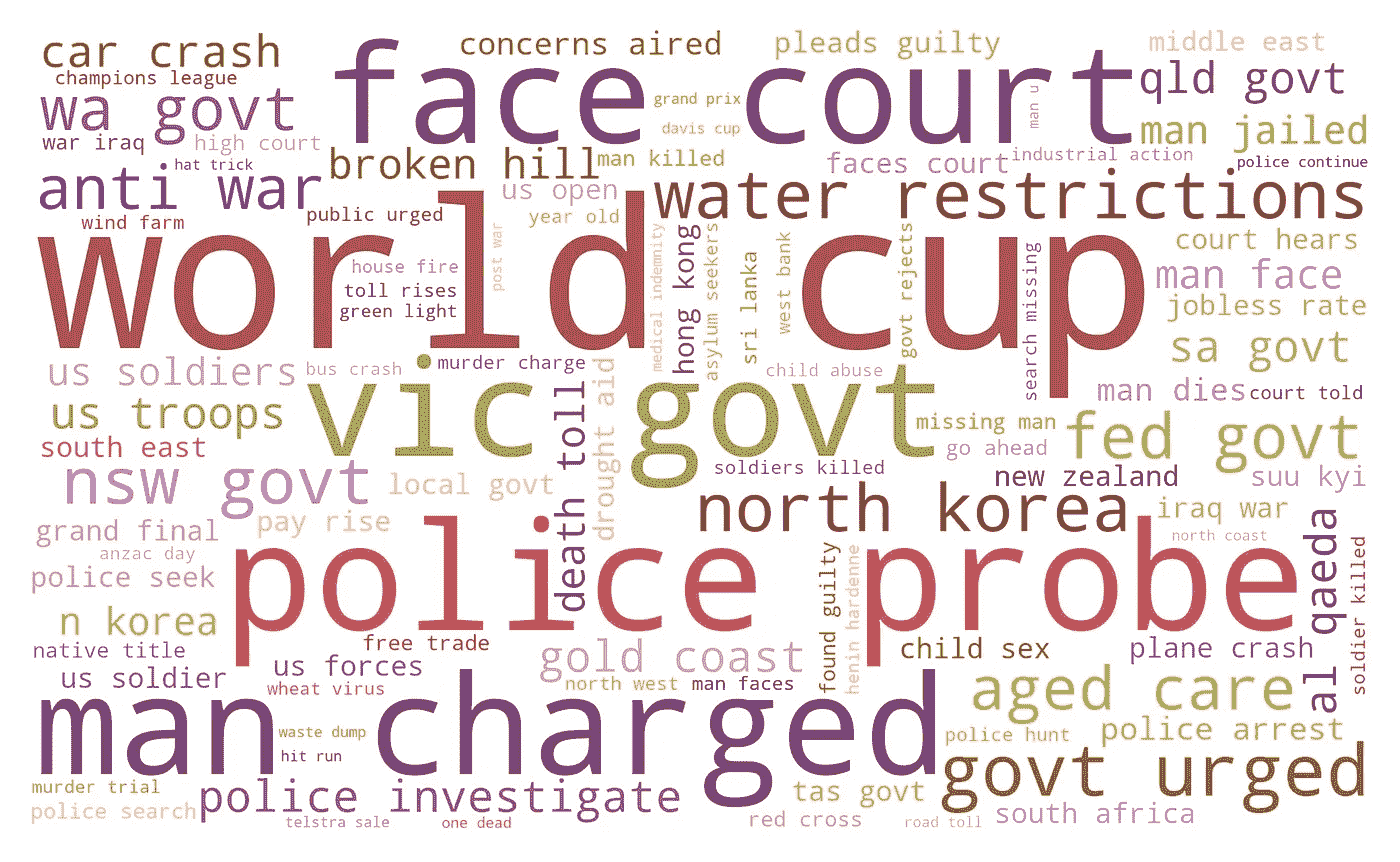 car crash
concerns aired
pleads guilty
middle east
champions league
face court
qld govt
wa govt
grand prix
man u
war iraq
high court
davis cup
man jailed
hat trick
broken hill
man killed
faces court
industrial action
police continue
anti war
us open
water restrictions
wind farm
public urged
year old
world cup
court hears
house fire
post war
medical indemnity
hong kong
asylum seekers
sri lanka
west bank
govt rejects
search missing
man face
toll rises
green light
jobless rate
us soldiers
bus crash
murder charge
child abuse
sa govt
us troops
vic govt
death toll
drought aid
man dies
court told
south east
missing man
fed govt
go ahead
nsw govt
local govt
soldiers killed
new zealand
suu kyi
grand final
pay rise
north korea
iraq war
anzac day
north coast
police seek
police probe
al qaeda
soldier killed
n korea
found guilty
henin hardenne
native title
free trade
child sex
plane crash
us soldier
us forces
gold coast
wheat virus
north west
man faces
aged care
man charged
waste dump
police hunt
police arrest
hit run
govt urged
murder trial
police investigate
tas govt
police search
telstra sale
one dead
red cross
road toll
south africa